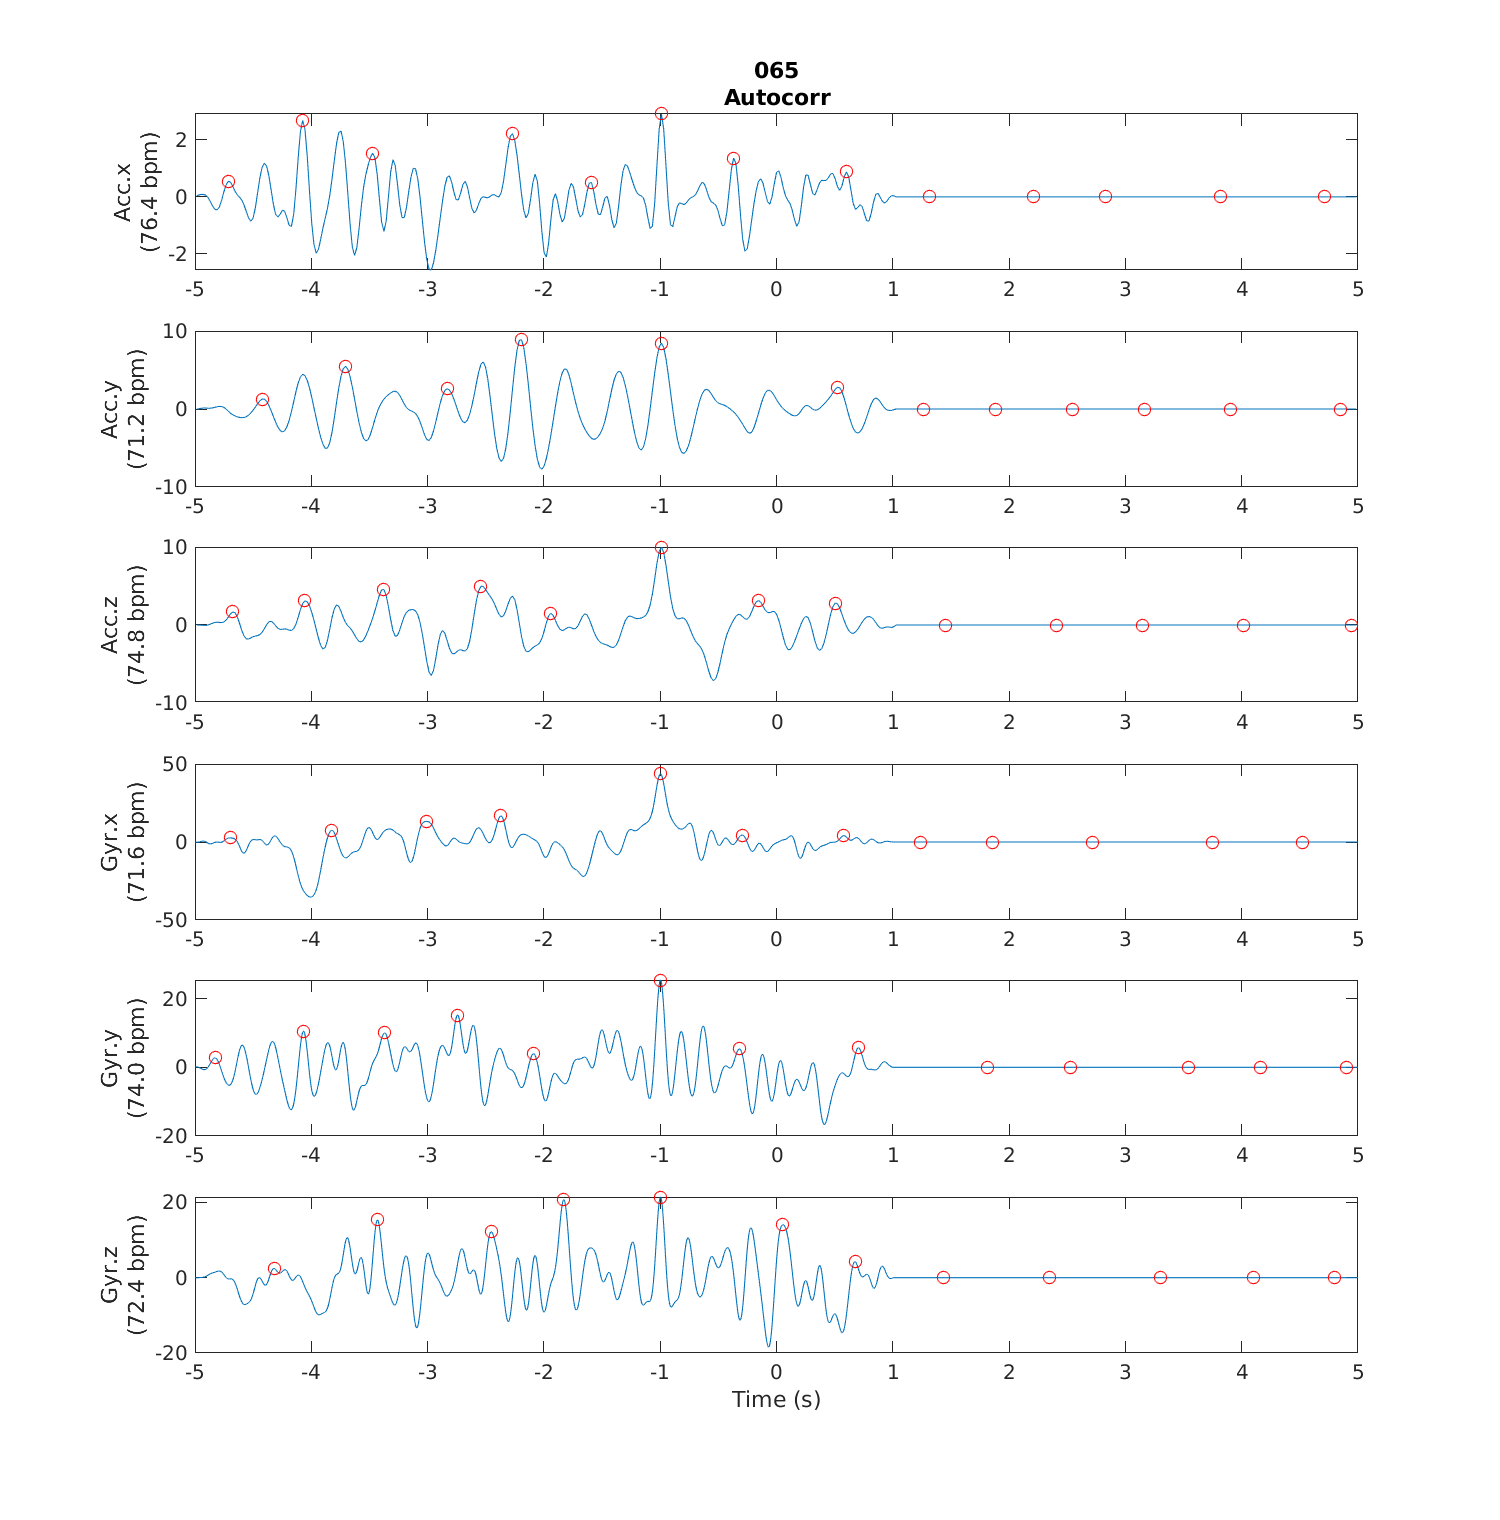 065
Autocorr
Acc.x
(76.4 bpm)
2
0
-2
-5 -4 -3 -2 -1 0 1 2 3 4 5
Acc.y
(71.2 bpm)
10
0
-10
-5 -4 -3 -2 -1 0 1 2 3 4 5
Acc.z
(74.8 bpm)
10
0
-10
-5 -4 -3 -2 -1 0 1 2 3 4 5
Gyr.x
(71.6 bpm)
50
0
-50
-5 -4 -3 -2 -1 0 1 2 3 4 5
Gyr.y
(74.0 bpm)
20
0
-20
-5 -4 -3 -2 -1 0 1 2 3 4 5
Gyr.z
(72.4 bpm)
20
0
-20
-5 -4 -3 -2 -1 0 1 2 3 4 5
Time (s)